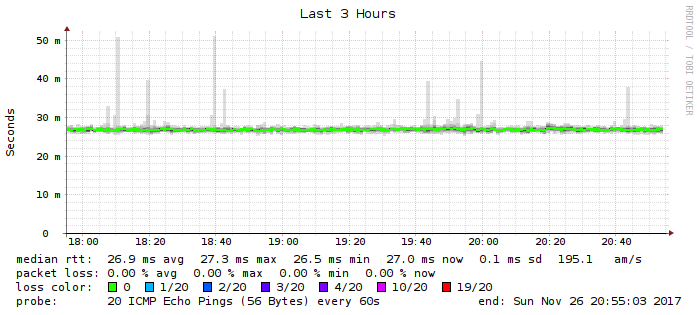 Last 3 Hours
RRDTOOL / TOBI OETIKER
Seconds
50 m
40 m
30 m
20 m
10 m
0
18:00 18:20 18:40 19:00 19:20 19:40 20:00 20:20 20:40
median rtt: 26.9 ms avg 27.3 ms max 26.5 ms min 27.0 ms now 0.1 ms sd 195.1 am/s
packet loss: 0.00 % avg 0.00 % max 0.00 % min 0.00 % now
loss color: 0 1/20 2/20 3/20 4/20 10/20 19/20
probe: 20 ICMP Echo Pings (56 Bytes) every 60s end: Sun Nov 26 20:55:03 2017